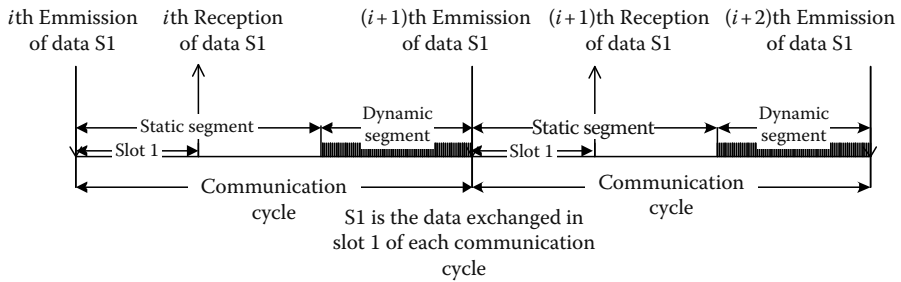 ith Emmission
of data S1
ith Reception
of data S1
(i+1)th Emmission
of data S1
(i+1)th Reception
of data S1
(i+2)th Emmission
of data S1
Static segment
Dynamic
segment
Static segment
Dynamic
segment
Slot 1
Slot 1
Communication
cycle
Communication
cycle
S1 is the data exchanged in
slot 1 of each communication
cycle